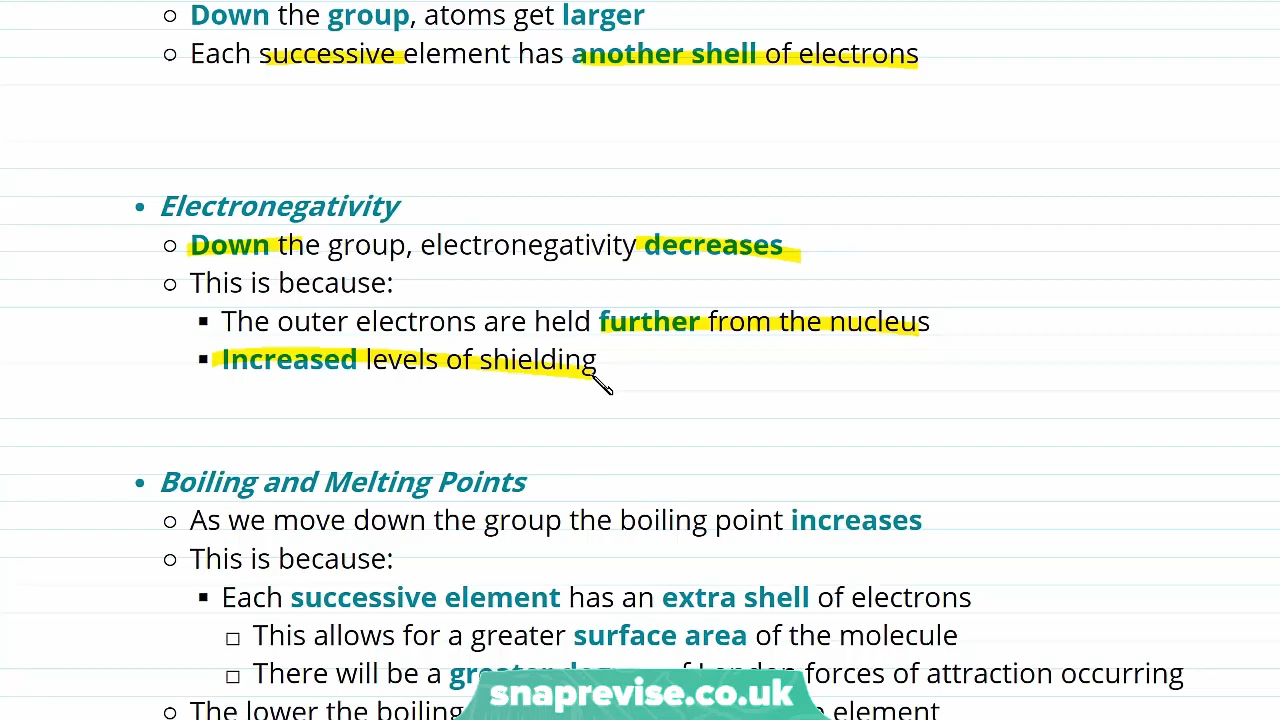 Down the group, atoms get larger
Each successive element has another shell of electrons
Electronegativity
Down the group, electronegativity decreases
This is because:
The outer electrons are held further from the nucleus
Increased levels of shielding
Boiling and Melting Points
As we move down the group the boiling point increases
This is because:
Each successive element has an extra shell of electrons
This allows for a greater surface area of the molecule
There will be a forces of attraction occurring
The lower the boiling element
snaprevise.co.uk